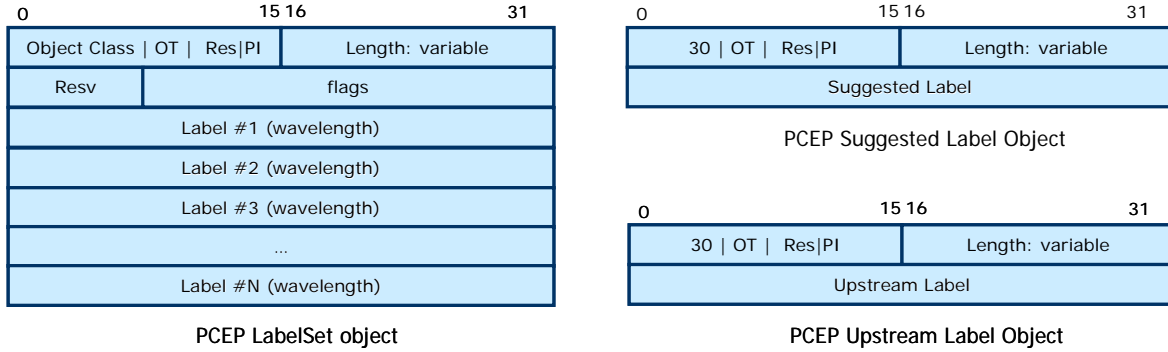 0 15 16 31
Object Class | OT | Res|PI Length: variable
Resv flags
Label #1 (wavelength)
Label #2 (wavelength)
Label #3 (wavelength)
...
Label #N (wavelength)
PCEP LabelSet object
0 15 16 31
30 | OT | Res|PI Length: variable
Suggested Label
PCEP Suggested Label Object
0 15 16 31
30 | OT | Res|PI Length: variable
Upstream Label
PCEP Upstream Label Object